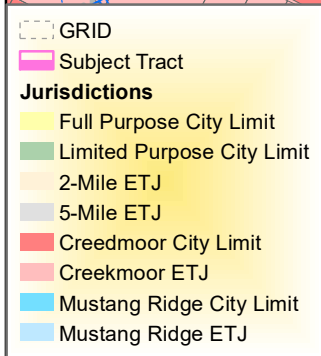 GRID
Subject Tract
Jurisdictions
Full Purpose City Limit
Limited Purpose City Limit
2-Mile ETJ
5-Mile ETJ
Creedmoor City Limit
Creekmoor ETJ
Mustang Ridge City Limit
Mustang Ridge ETJ